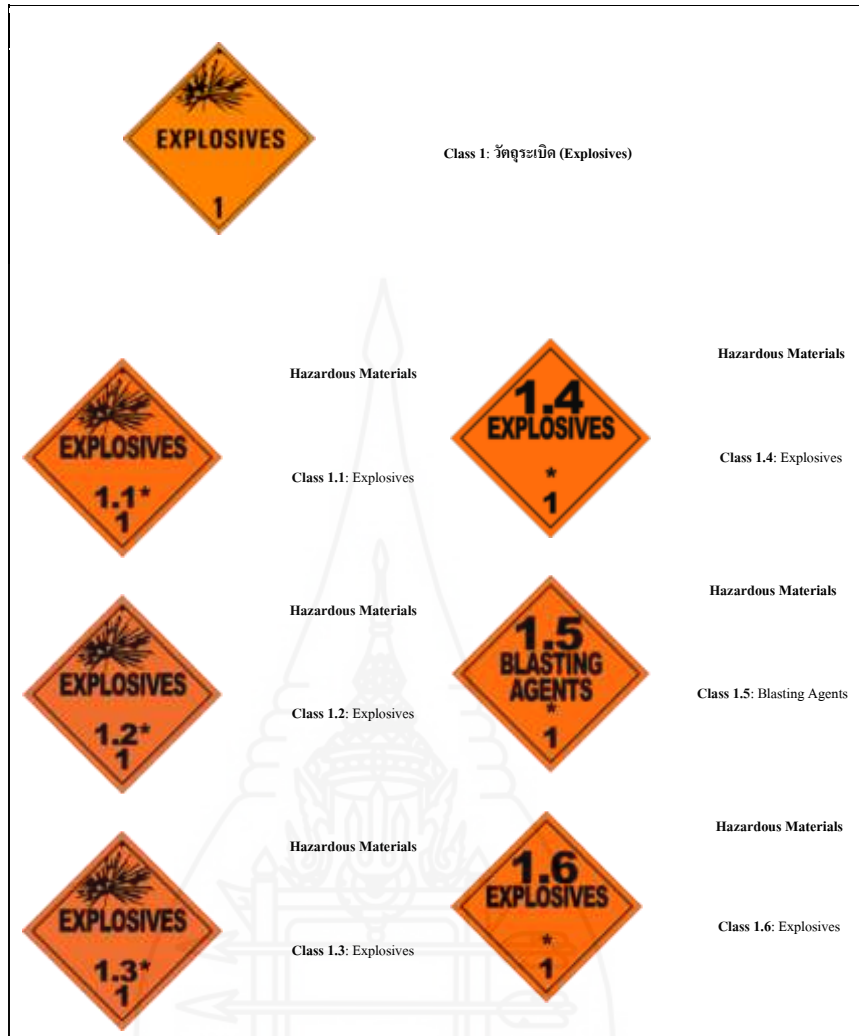 EXPLOSIVES
1
Class 1: วัตถุระเบิด (Explosives)
EXPLOSIVES
1.1*
1
Hazardous Materials
Class 1.1: Explosives
1.4
EXPLOSIVES
*
1
Hazardous Materials
Class 1.4: Explosives
EXPLOSIVES
1.2*
1
Hazardous Materials
Class 1.2: Explosives
1.5
BLASTING
AGENTS
*
1
Hazardous Materials
Class 1.5: Blasting Agents
EXPLOSIVES
1.3*
1
Hazardous Materials
Class 1.3: Explosives
1.6
EXPLOSIVES
*
1
Hazardous Materials
Class 1.6: Explosives